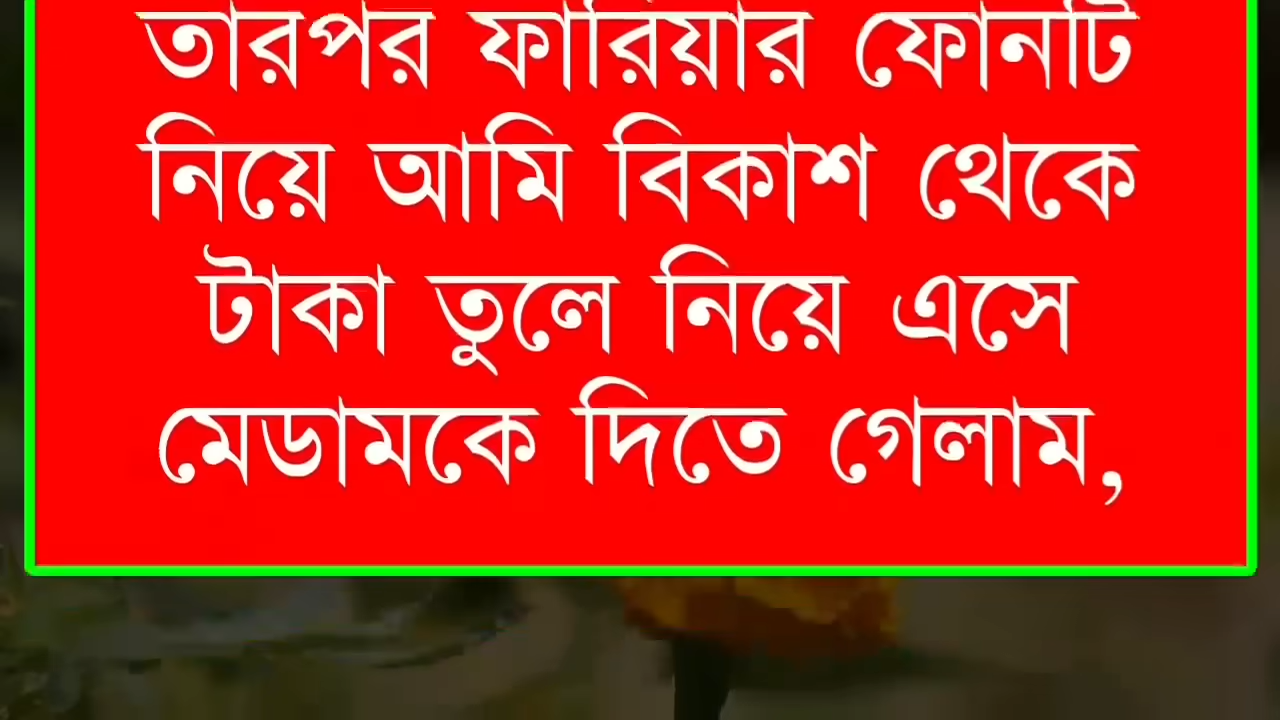 তারপর ফারিয়ার ফোনটি
নিয়ে আমি বিকাশ থেকে
টাকা তুলে নিয়ে এসে
মেডামকে দিতে গেলাম,